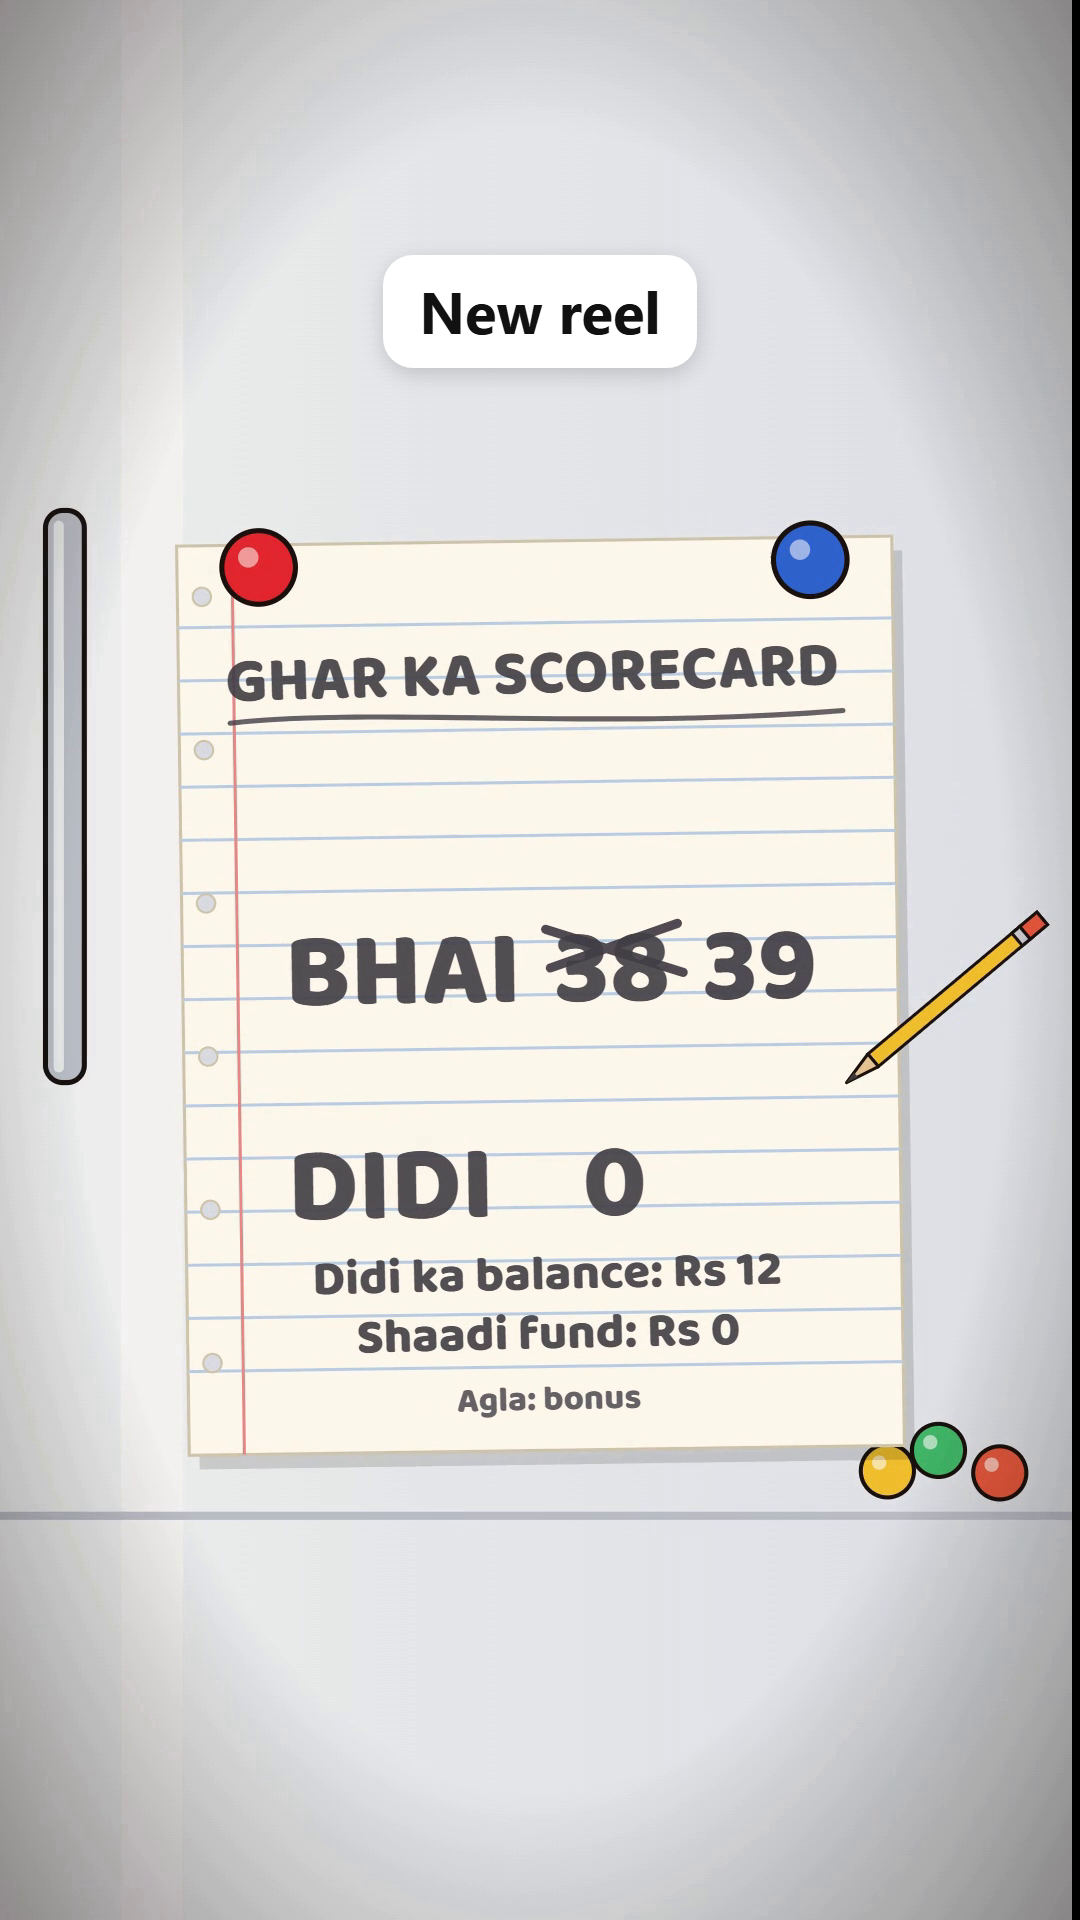 New reel
GHAR KA SCORECARD
BHAI 38 39
DIDI 0
Didi ka balance: Rs 12
Shaadi fund: Rs 0
Agla: bonus